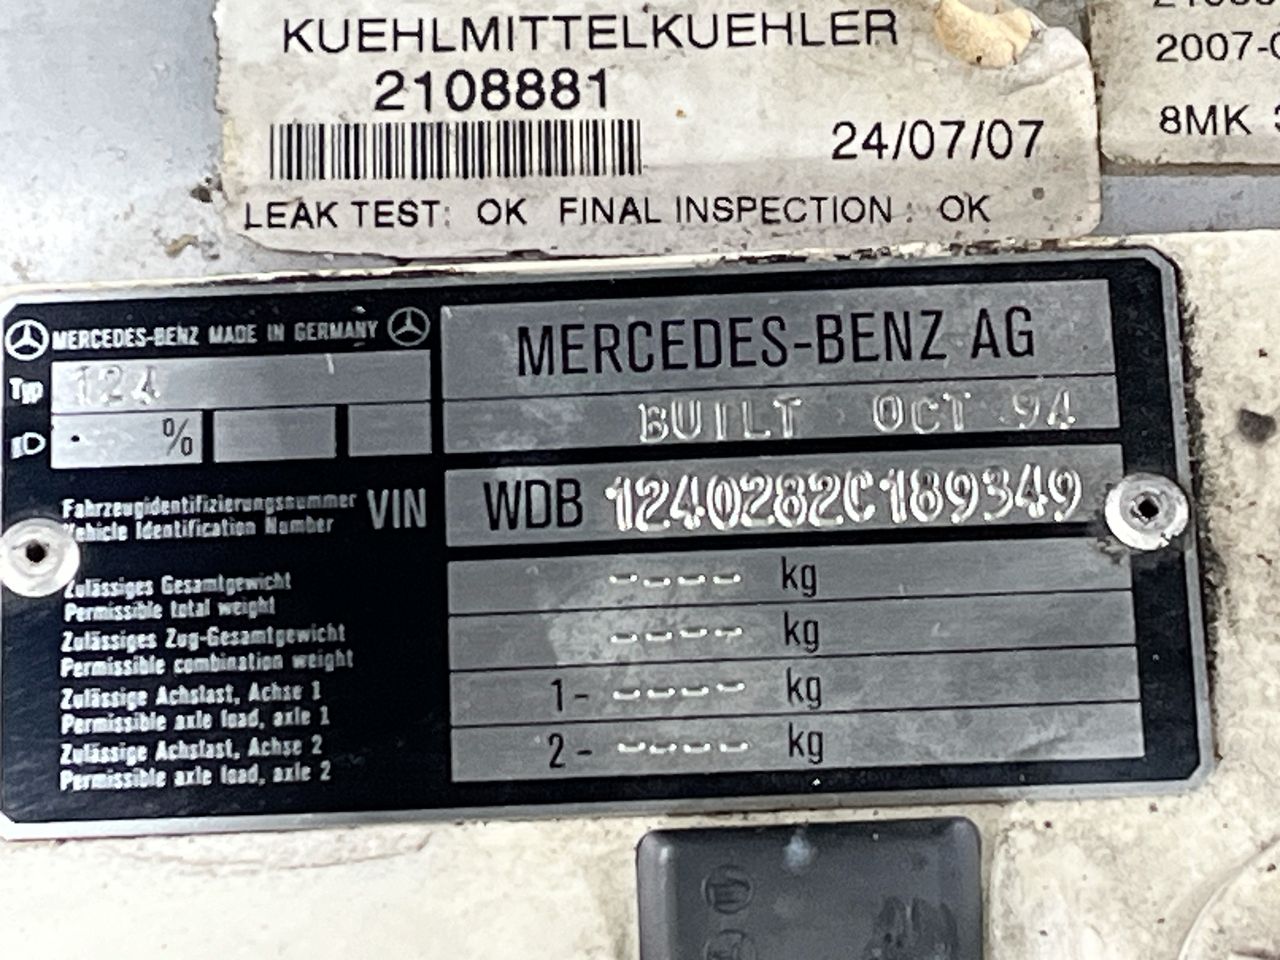 KUEHLMITTELKUEHLER
2108881
24/07/07
LEAK TEST: OK FINAL INSPECTION: OK
2007-
8MK
MERCEDES-BENZ MADE IN GERMANY
Typ 124
%
MERCEDES-BENZ AG
BUILT OCT 94
Fahrzeugidentifizierungsnummer
Vehicle Identification Number
VIN
WDB 1240282C189349
Zulässiges Gesamtgewicht
Permissible total weight
---- kg
Zulässiges Zug-Gesamtgewicht
Permissible combination weight
---- kg
Zulässige Achslast, Achse 1
Permissible axle load, axle 1
1- ---- kg
Zulässige Achslast, Achse 2
Permissible axle load, axle 2
2- ---- kg